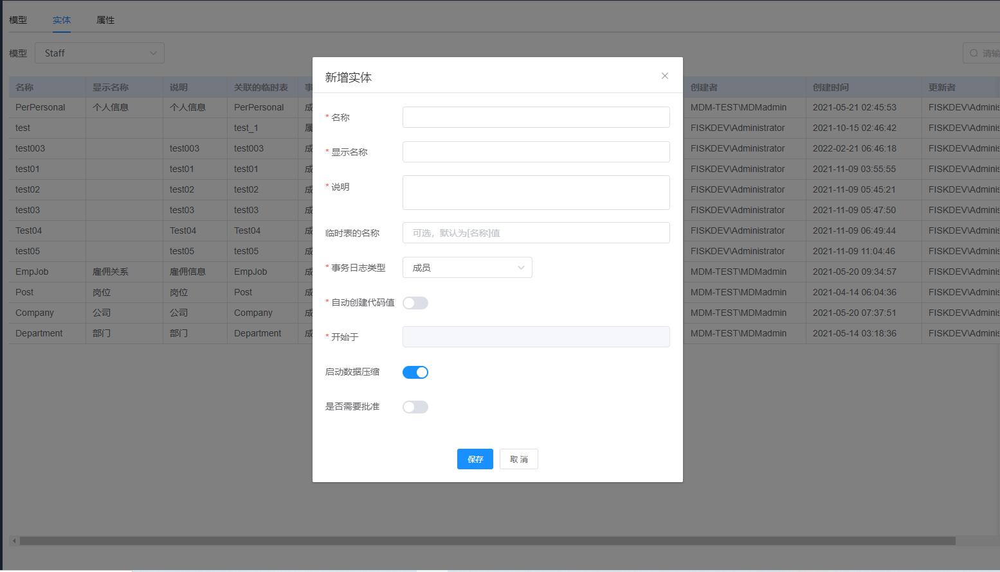 模型 实体 属性
模型 Staff 请输
名称 显示名称 说明 关联的临时表 事 创建者 创建时间 更新者
PerPersonal 个人信息 个人信息 PerPersonal 成 MDM-TEST\MDMadmin 2021-05-21 02:45:53 FISKDEV\Adminis
test test_1 属 FISKDEV\Administrator 2021-10-15 02:46:42 FISKDEV\Adminis
test003 test003 test003 成 FISKDEV\Administrator 2022-02-21 06:46:18 FISKDEV\Adminis
test01 test01 test01 成 FISKDEV\Administrator 2021-11-09 03:55:55 FISKDEV\Adminis
test02 test02 test02 成 FISKDEV\Administrator 2021-11-09 05:45:21 FISKDEV\Adminis
test03 test03 test03 成 FISKDEV\Administrator 2021-11-09 05:47:50 FISKDEV\Adminis
Test04 Test04 Test04 成 FISKDEV\Administrator 2021-11-09 06:49:44 FISKDEV\Adminis
test05 test05 test05 成 FISKDEV\Administrator 2021-11-09 11:04:46 FISKDEV\Adminis
EmpJob 雇佣关系 雇佣信息 EmpJob 成 MDM-TEST\MDMadmin 2021-05-20 09:34:57 FISKDEV\Adminis
Post 岗位 岗位 Post 成 MDM-TEST\MDMadmin 2021-04-14 06:04:36 FISKDEV\Adminis
Company 公司 公司 Company 成 MDM-TEST\MDMadmin 2021-05-20 07:37:51 FISKDEV\Adminis
Department 部门 部门 Department 成 MDM-TEST\MDMadmin 2021-05-14 03:18:36 FISKDEV\Adminis
新增实体
* 名称
* 显示名称
* 说明
临时表的名称 可选，默认为[名称]值
* 事务日志类型 成员
* 自动创建代码值
* 开始于
启动数据压缩
是否需要批准
保存 取消